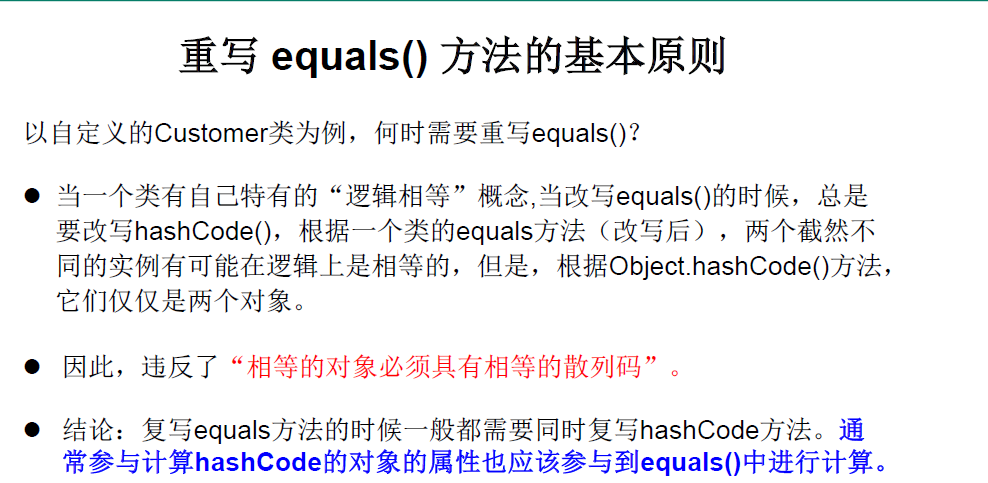 重写 equals() 方法的基本原则
以自定义的Customer类为例，何时需要重写equals()？
● 当一个类有自己特有的“逻辑相等”概念,当改写equals()的时候，总是
要改写hashCode()，根据一个类的equals方法（改写后），两个截然不
同的实例有可能在逻辑上是相等的，但是，根据Object.hashCode()方法，
它们仅仅是两个对象。
● 因此，违反了“相等的对象必须具有相等的散列码”。
● 结论：复写equals方法的时候一般都需要同时复写hashCode方法。通
常参与计算hashCode的对象的属性也应该参与到equals()中进行计算。